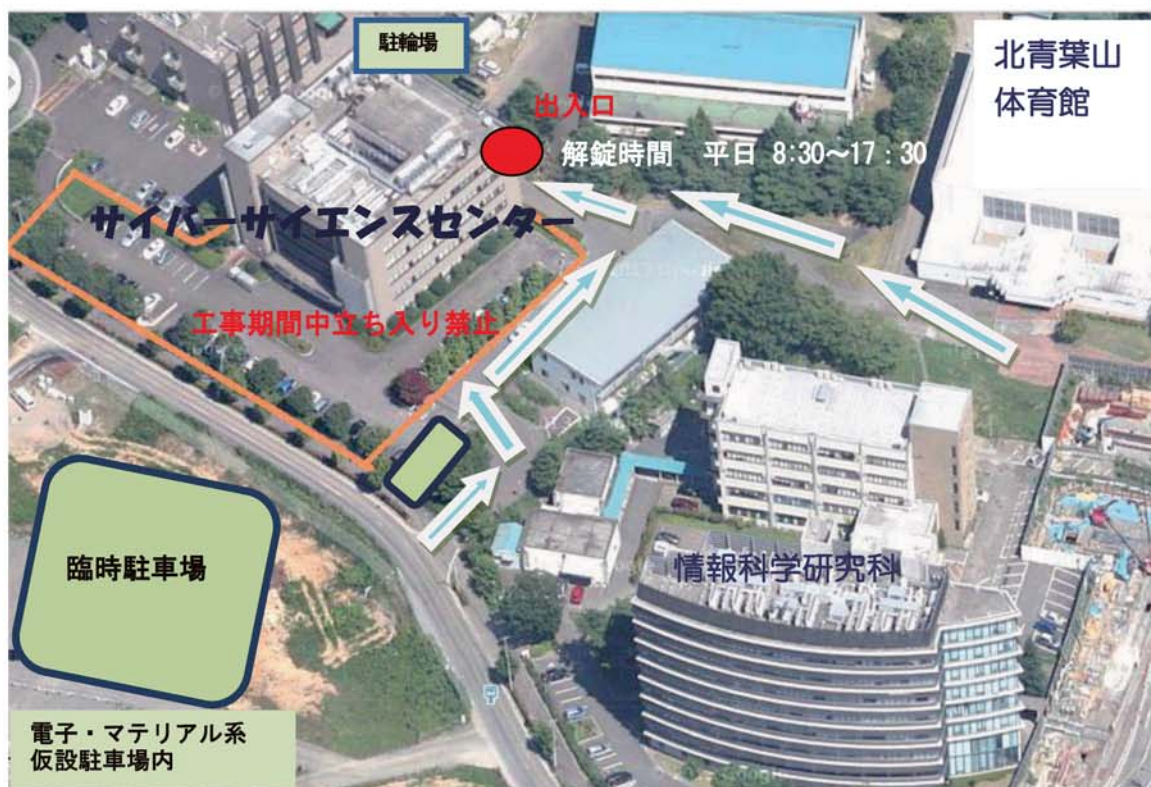 駐輪場
北青葉山
体育館
出入口
解錠時間 平日 8:30～17：30
サイバーサイエンスセンター
工事期間中立ち入り禁止
臨時駐車場
情報科学研究科
電子・マテリアル系
仮設駐車場内